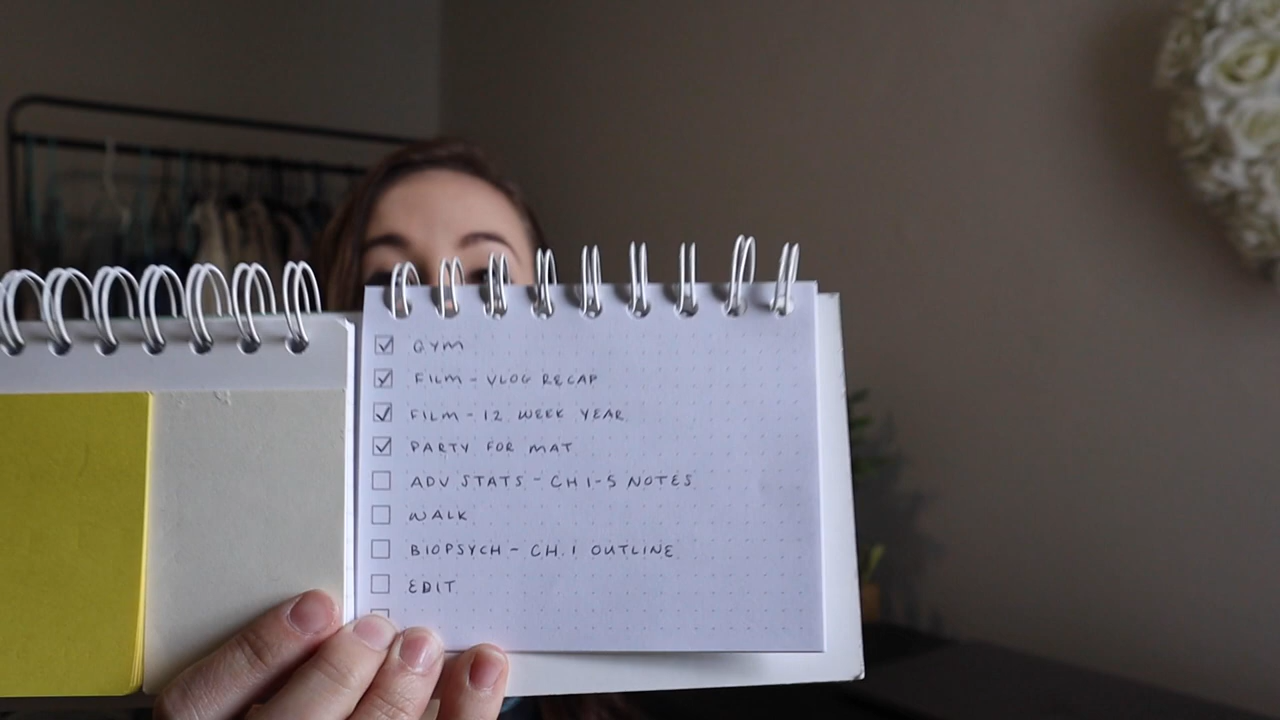 GYM
FILM - VLOG RECAP
FILM - 12 WEEK YEAR
PARTY FOR MAT
ADV STATS - CH 1-5 NOTES
WALK
BIOPSYCH - CH. 1 OUTLINE
EDIT